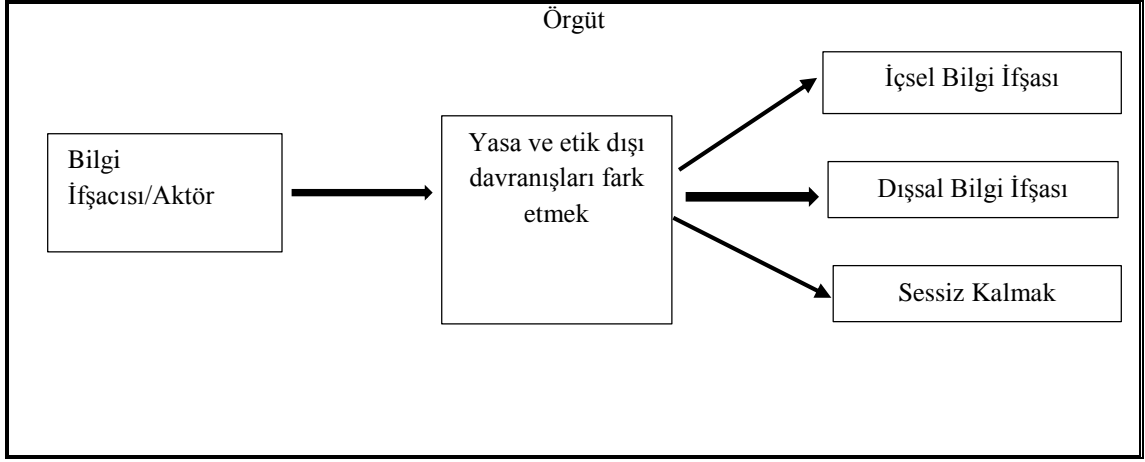 Örgüt
Bilgi
İfşacısı/Aktör
Yasa ve etik dışı
davranışları fark
etmek
İçsel Bilgi İfşası
Dışsal Bilgi İfşası
Sessiz Kalmak